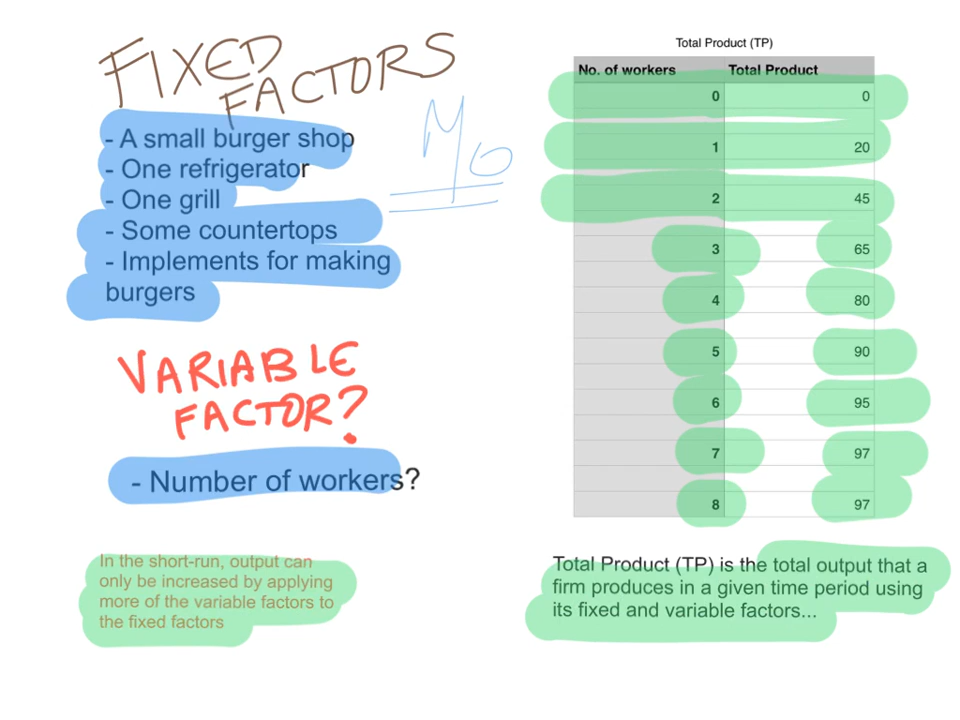 FIXED
FACTORS
- A small burger shop
- One refrigerator
- One grill
- Some countertops
- Implements for making
burgers
VARIABLE
FACTOR?
- Number of workers?
In the short-run, output can
only be increased by applying
more of the variable factors to
the fixed factors
Total Product (TP)
No. of workers Total Product
0 0
1 20
2 45
3 65
4 80
5 90
6 95
7 97
8 97
Total Product (TP) is the total output that a
firm produces in a given time period using
its fixed and variable factors...